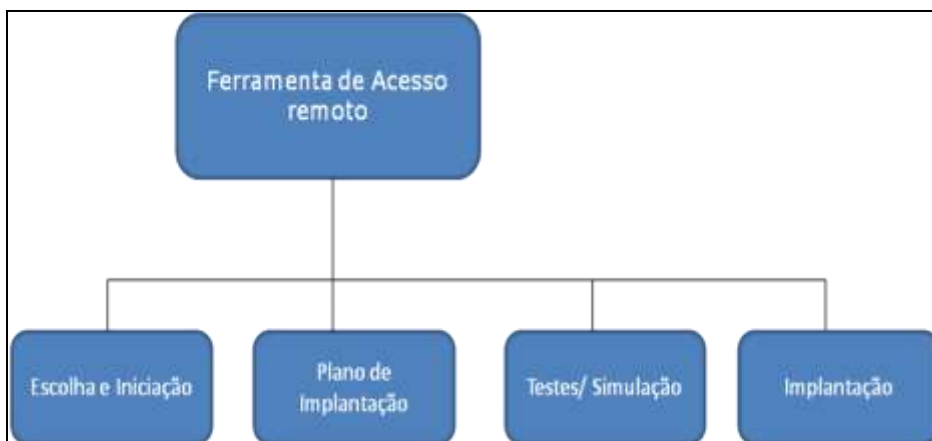 Ferramenta de Acesso
remoto
Escolha e Iniciação
Plano de
Implantação
Testes/ Simulação
Implantação